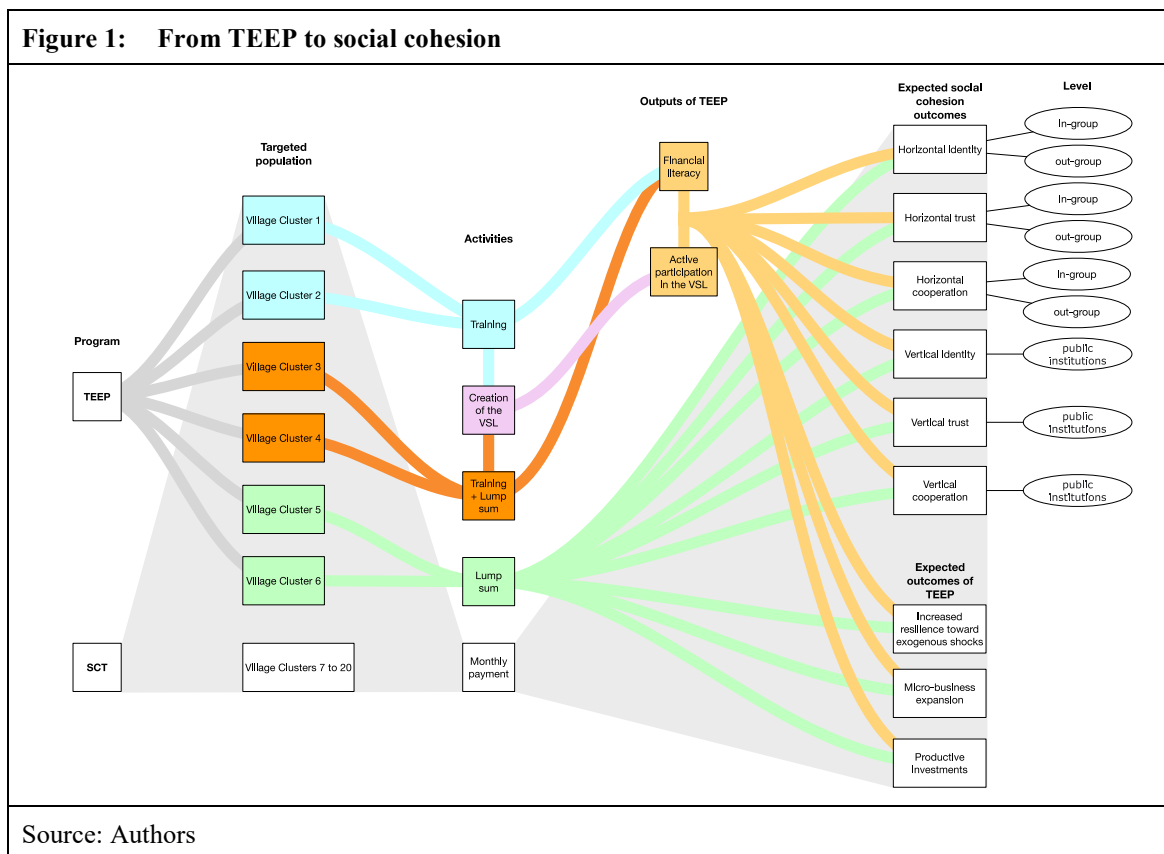 Figure 1: From TEEP to social cohesion
Program
TEEP
SCT
Targeted
population
Village Cluster 1
Village Cluster 2
Village Cluster 3
Village Cluster 4
Village Cluster 5
Village Cluster 6
Village Clusters 7 to 20
Activities
Training
Creation
of the
VSL
Training
+ Lump
sum
Lump
sum
Monthly
payment
Outputs of TEEP
Financial
literacy
Active
participation
in the VSL
Expected social
cohesion
outcomes
Horizontal identity
Horizontal trust
Horizontal
cooperation
Vertical identity
Vertical trust
Vertical
cooperation
Expected
outcomes of
TEEP
Increased
resilience toward
exogenous shocks
Micro-business
expansion
Productive
investments
Level
in-group
out-group
in-group
out-group
in-group
out-group
public
institutions
public
institutions
public
institutions
Source: Authors